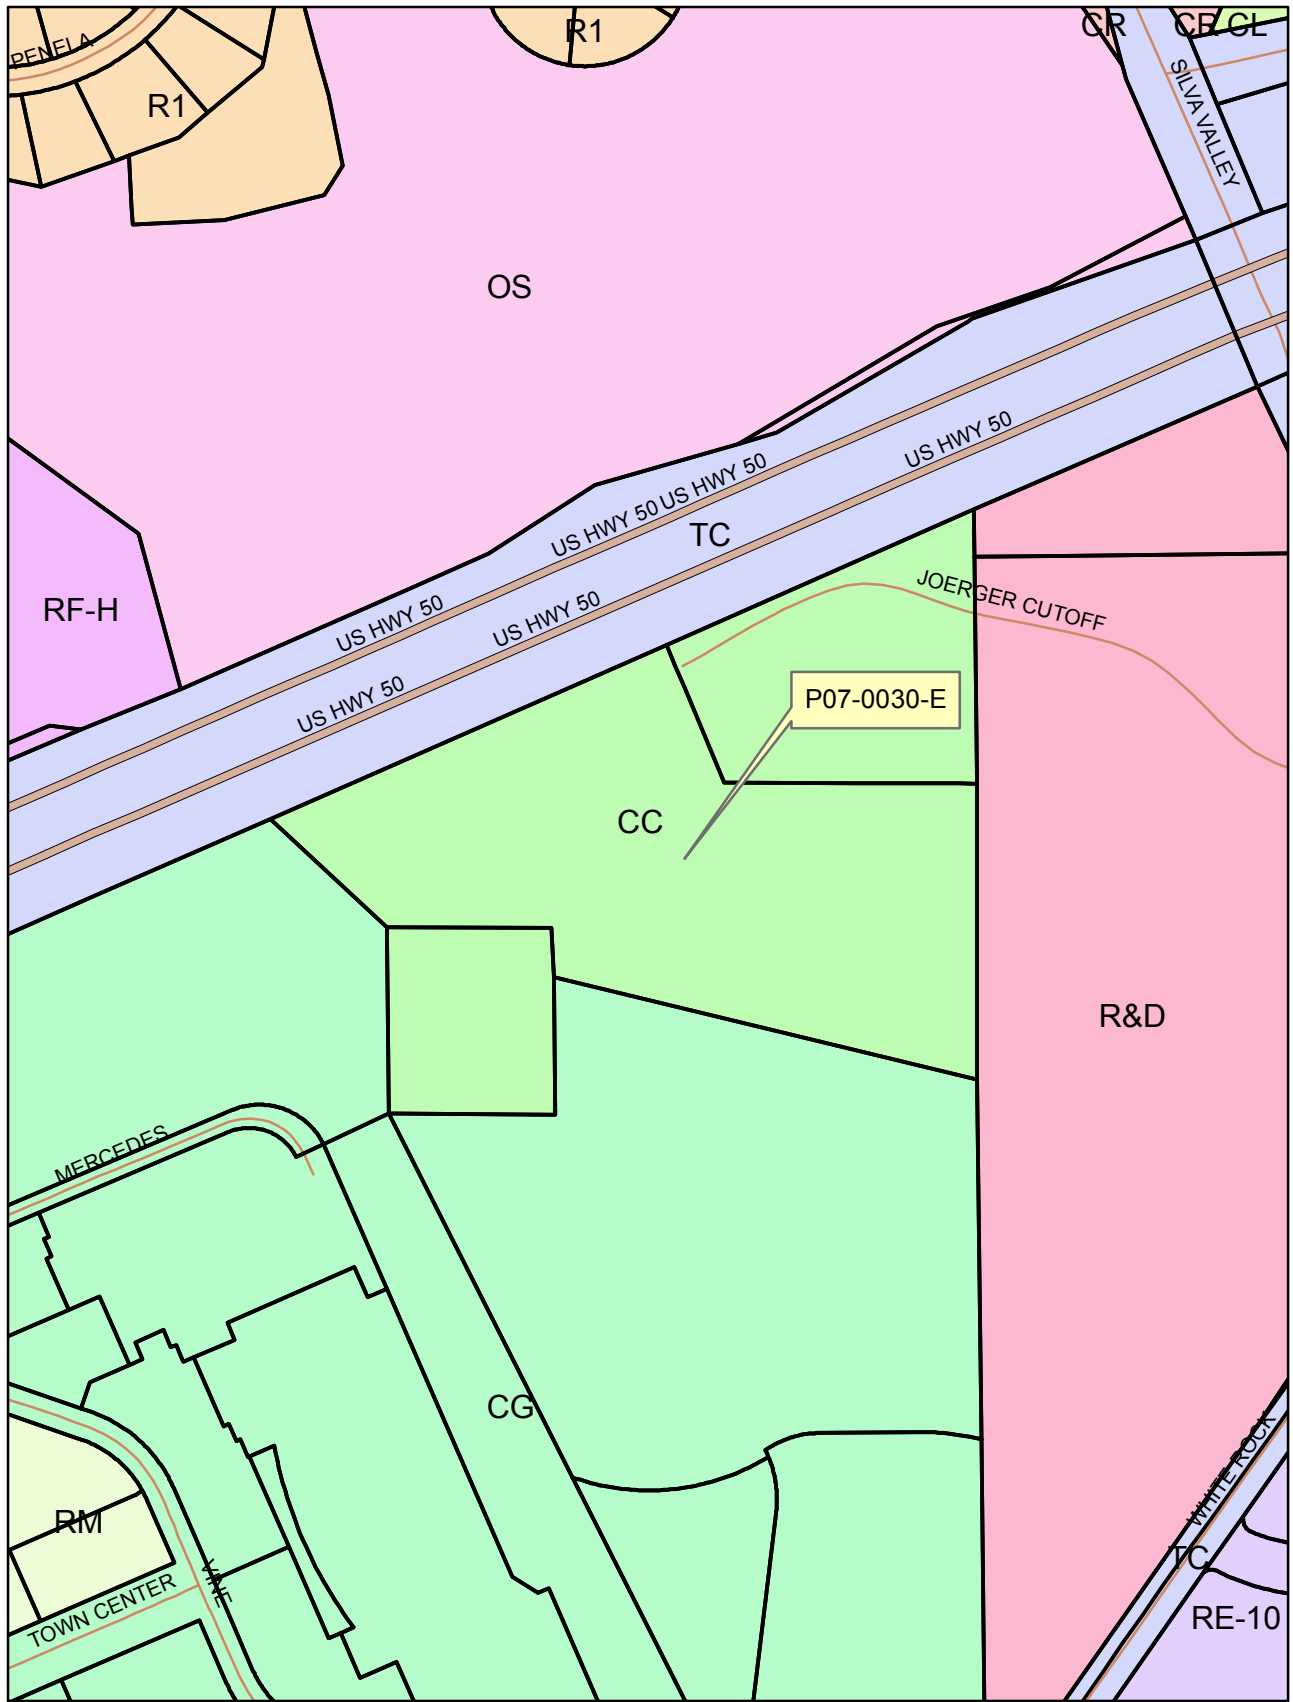 CR
CR
CL
R1
PENELA
R1
SILVA VALLEY
OS
US HWY 50
US HWY 50
US HWY 50
TC
JOERGER CUTOFF
RF-H
US HWY 50
US HWY 50
US HWY 50
P07-0030-E
CC
R&D
MERCEDES
CG
WHITE ROCK
RM
TC
VINE
TOWN CENTER
RE-10